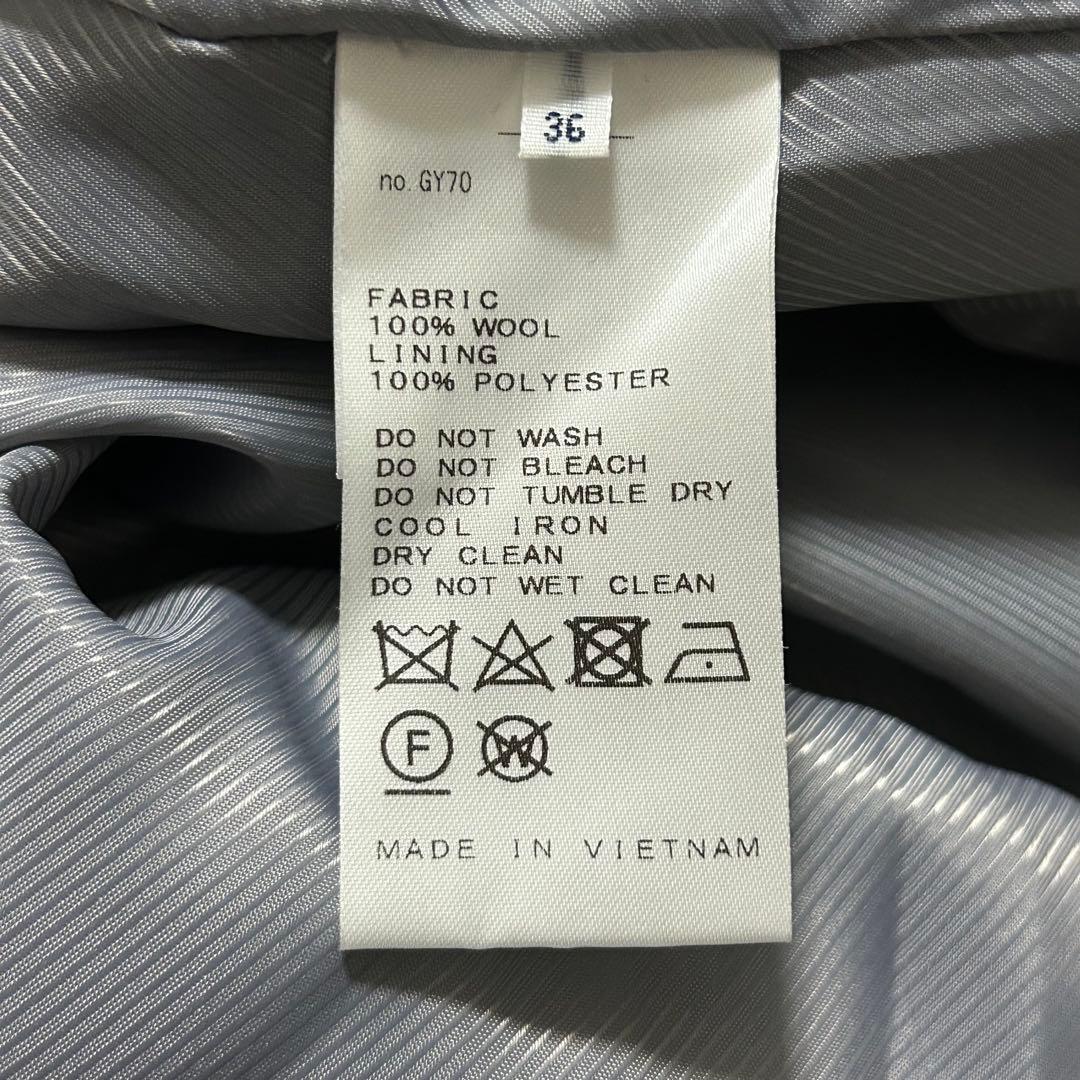 36
no. GY70
FABRIC
100% WOOL
LINING
100% POLYESTER
DO NOT WASH
DO NOT BLEACH
DO NOT TUMBLE DRY
COOL IRON
DRY CLEAN
DO NOT WET CLEAN
F W
MADE IN VIETNAM